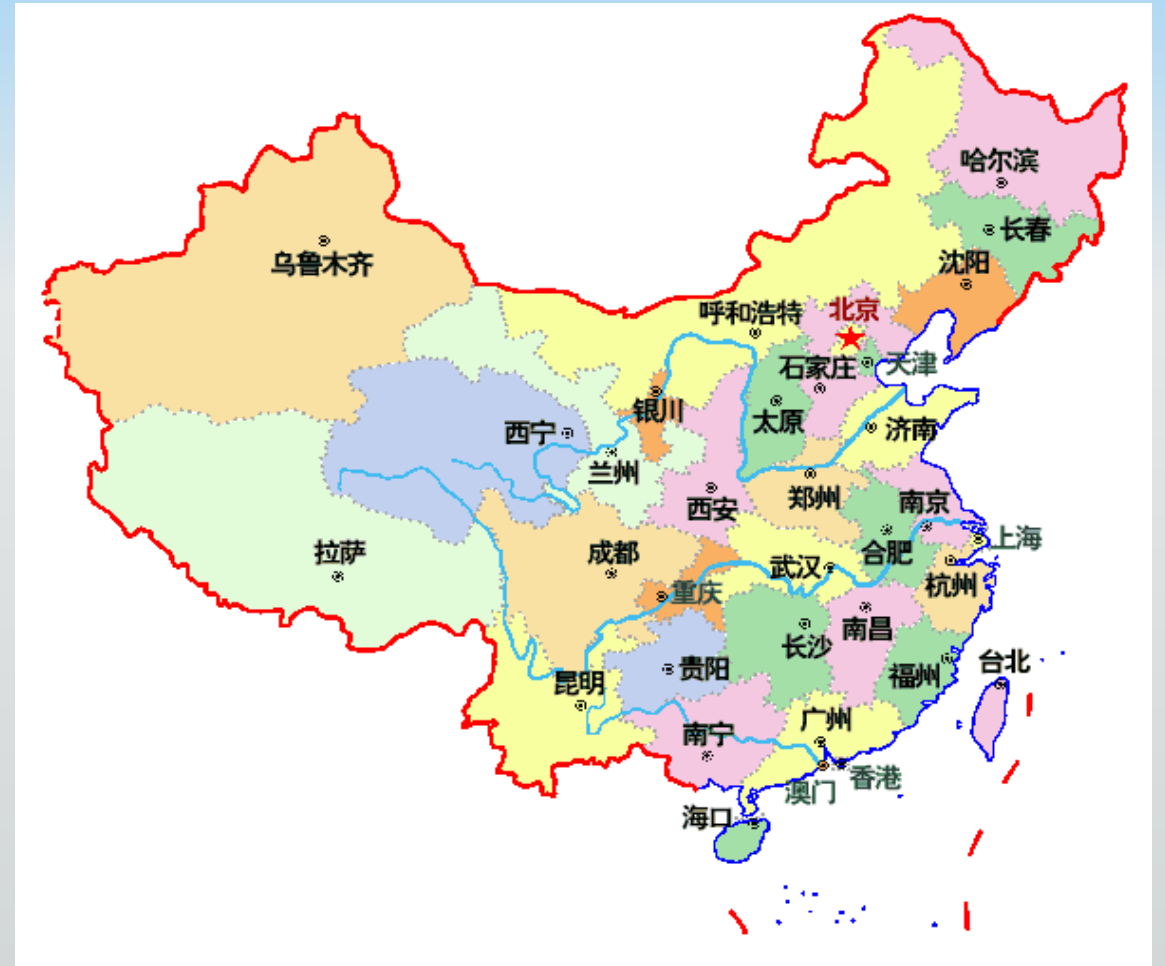 哈尔滨
长春
沈阳
乌鲁木齐
呼和浩特
北京
天津
石家庄
银川
太原
济南
西宁
兰州
西安
郑州
南京
上海
拉萨
成都
合肥
武汉
杭州
重庆
长沙
南昌
台北
福州
贵阳
昆明
广州
南宁
香港
澳门
海口